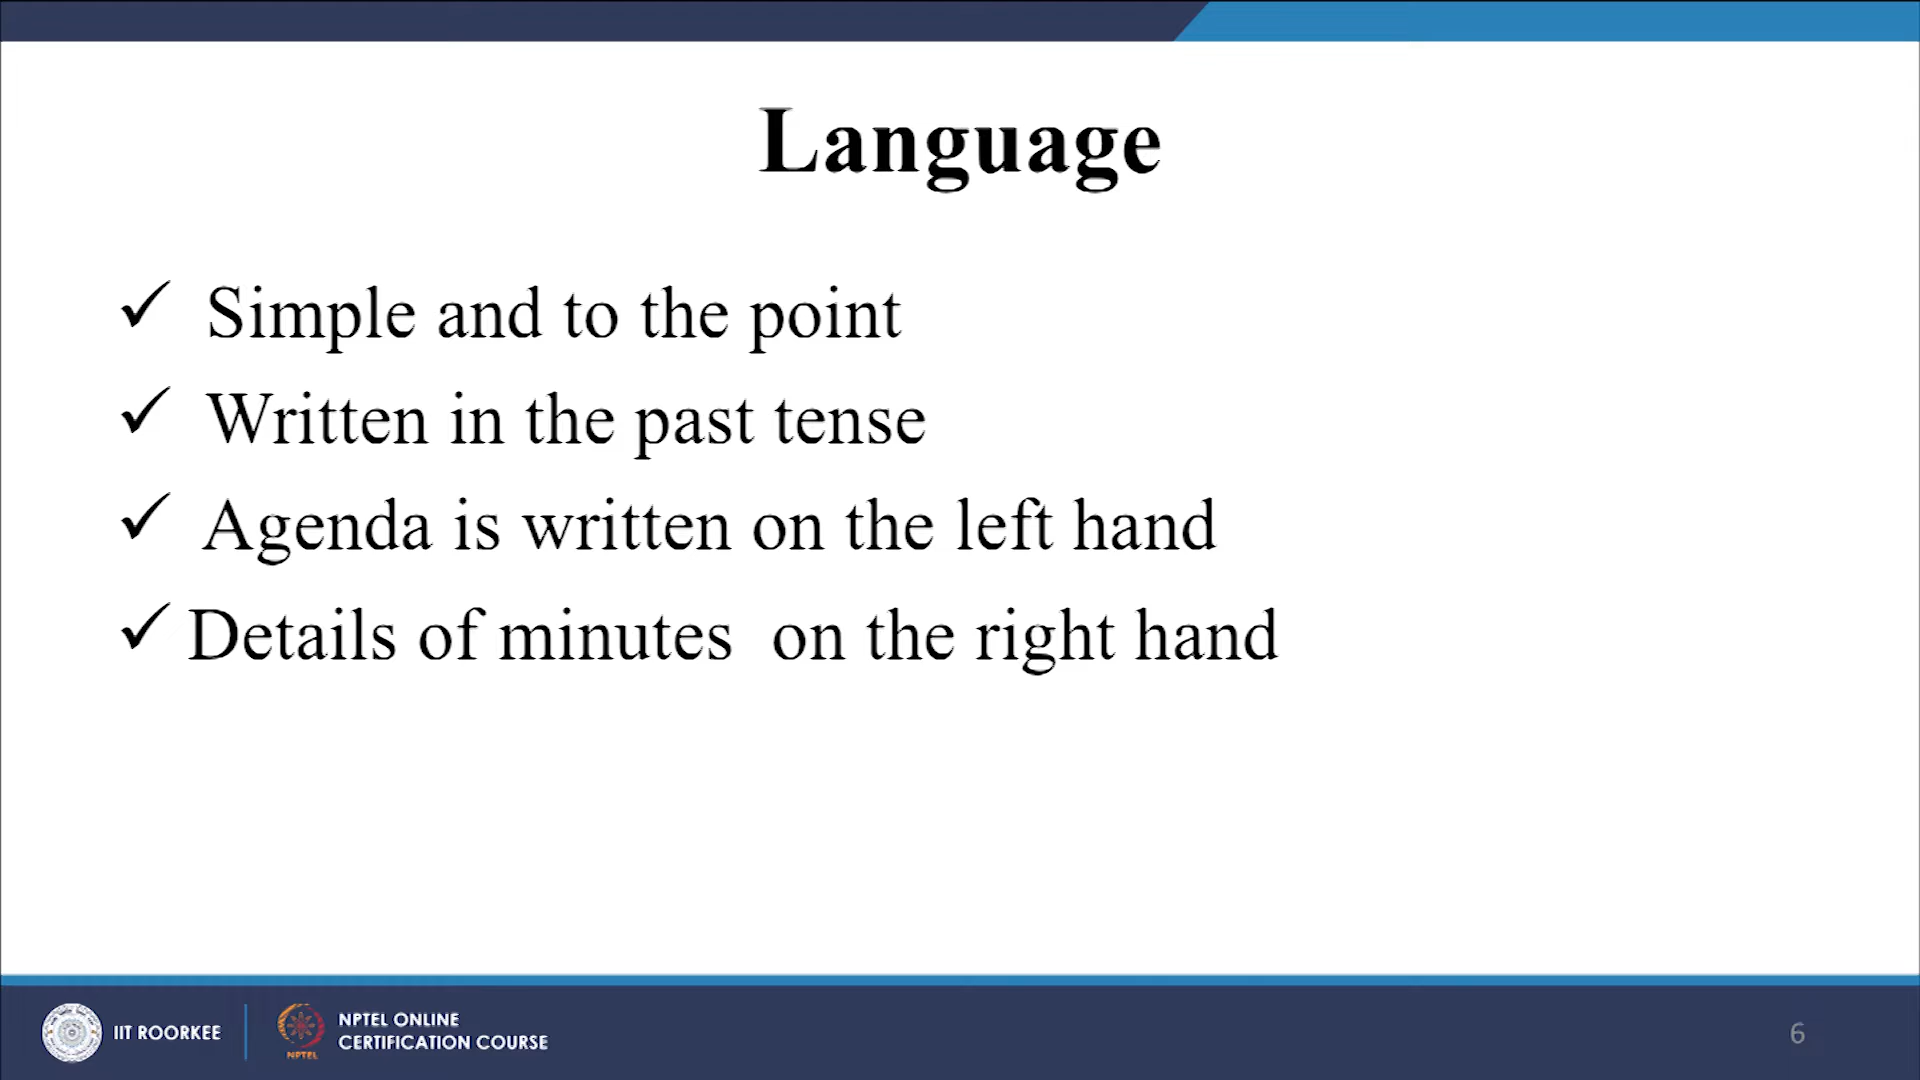 Language
✓ Simple and to the point
✓ Written in the past tense
✓ Agenda is written on the left hand
✓ Details of minutes  on the right hand
IIT ROORKEE
NPTEL
NPTEL ONLINE
CERTIFICATION COURSE
6